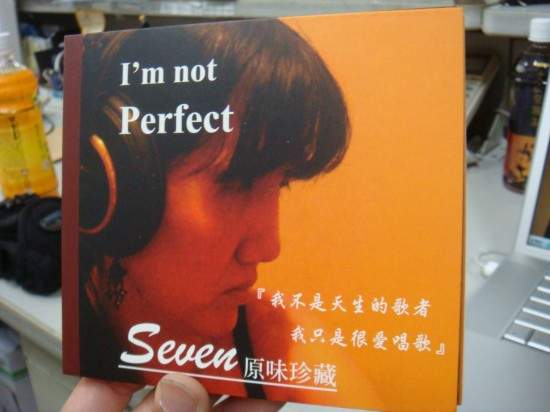 I'm not
Perfect
『我不是天生的歌者
我只是很愛唱歌』
Seven 原味珍藏